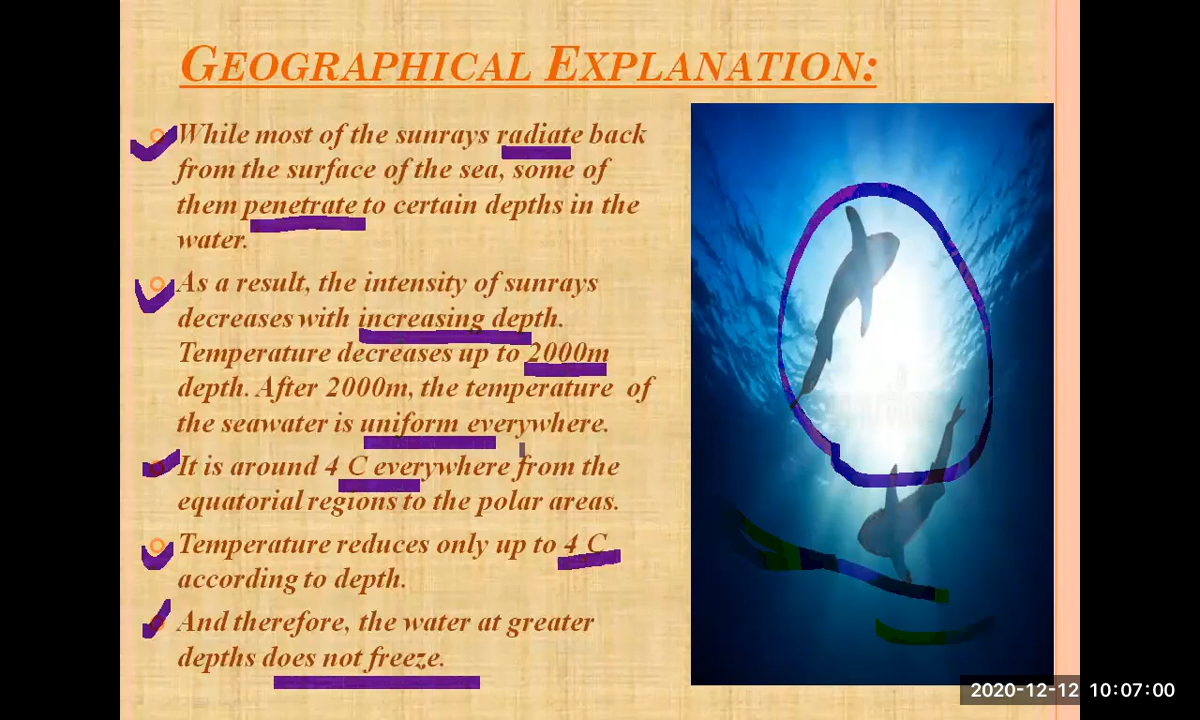 GEOGRAPHICAL EXPLANATION:
While most of the sunrays radiate back
from the surface of the sea, some of
them penetrate to certain depths in the
water.
As a result, the intensity of sunrays
decreases with increasing depth.
Temperature decreases up to 2000m
depth. After 2000m, the temperature of
the seawater is uniform everywhere.
It is around 4 C everywhere from the
equatorial regions to the polar areas.
Temperature reduces only up to 4 C
according to depth.
And therefore, the water at greater
depths does not freeze.
2020-12-12 10:07:00